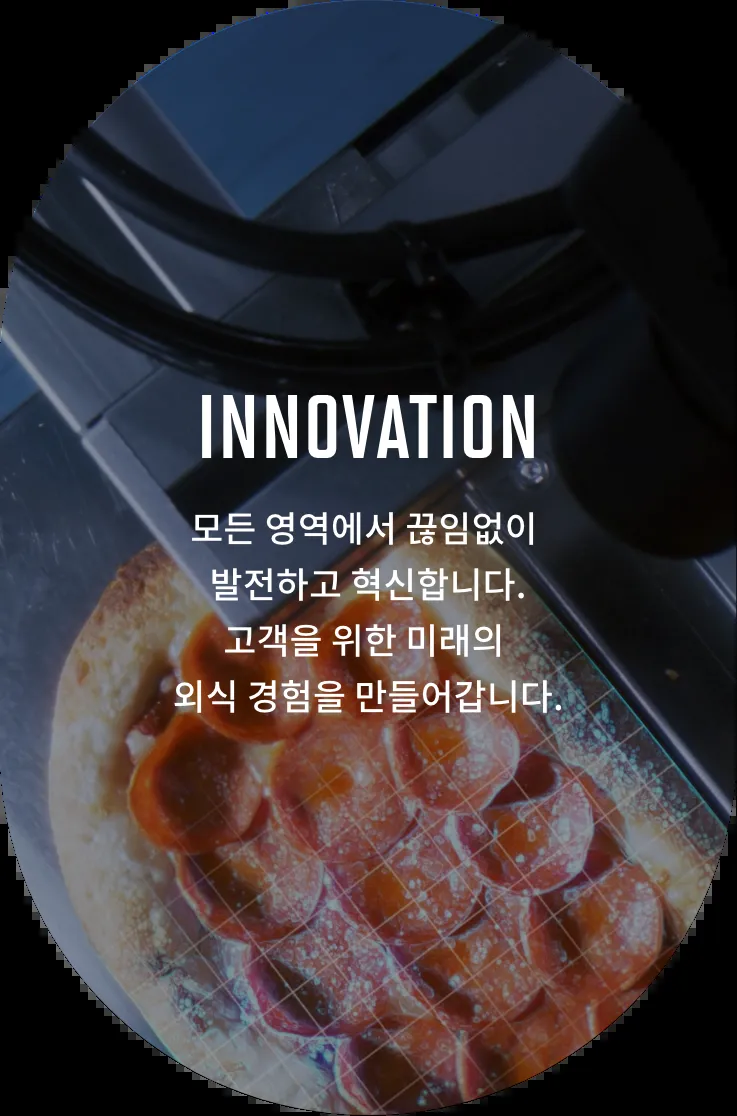 INNOVATION
모든 영역에서 끊임없이
발전하고 혁신합니다.
고객을 위한 미래의
외식 경험을 만들어갑니다.